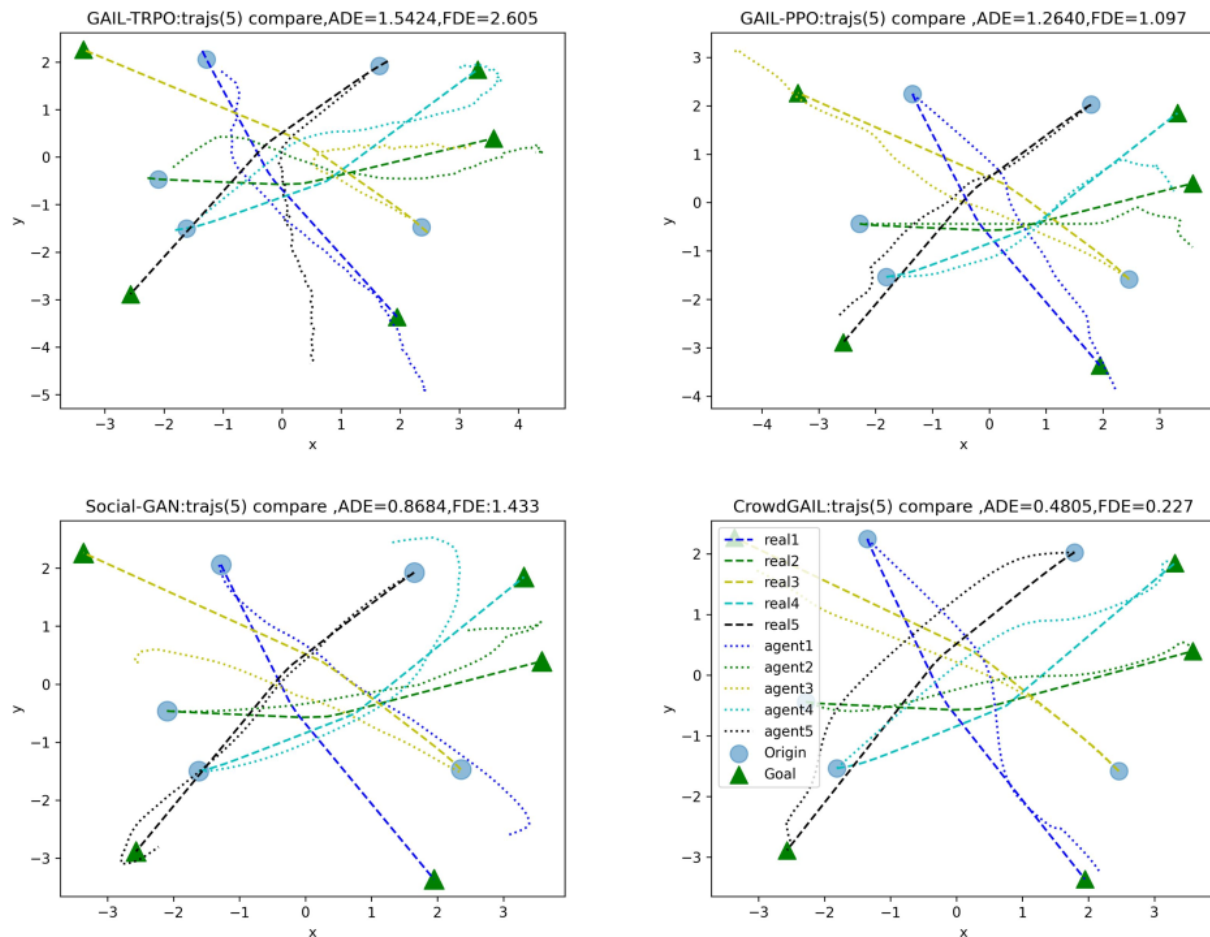 GAIL-TRPO:trajs(5) compare,ADE=1.5424,FDE=2.605
2
1
0
−1
−2
−3
−4
−5
y
−3
−2
−1
0
1
2
3
4
x
GAIL-PPO:trajs(5) compare ,ADE=1.2640,FDE=1.097
3
2
1
0
−1
−2
−3
−4
y
−4
−3
−2
−1
0
1
2
3
x
Social-GAN:trajs(5) compare ,ADE=0.8684,FDE:1.433
2
1
0
−1
−2
−3
y
−3
−2
−1
0
1
2
3
x
CrowdGAIL:trajs(5) compare ,ADE=0.4805,FDE=0.227
2
1
0
−1
−2
−3
y
real1
real2
real3
real4
real5
agent1
agent2
agent3
agent4
agent5
Origin
Goal
−3
−2
−1
0
1
2
3
x